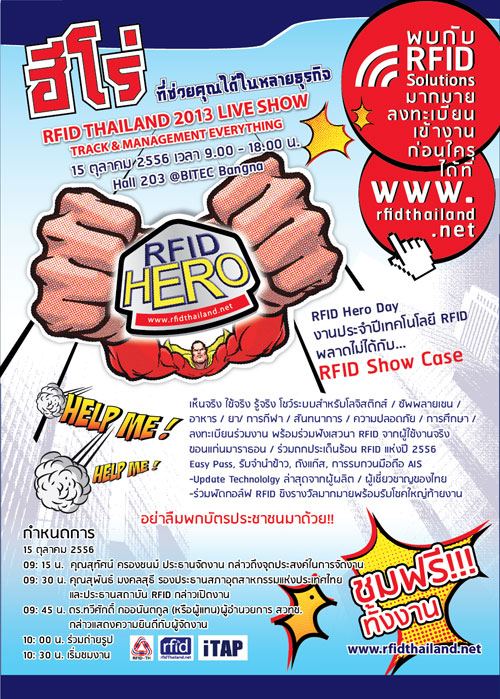 ฮีโร่
ที่ช่วยคุณได้ในหลายธุรกิจ
RFID THAILAND 2013 LIVE SHOW
TRACK & MANAGEMENT EVERYTHING
15 ตุลาคม 2556 เวลา 9.00 - 18.00 น.
Hall 203 @BITEC Bangna
พบกับ
RFID
Solutions
มากมาย
ลงทะเบียน
เข้างาน
ก่อนใคร
ได้ที่
www.
rfidthailand
.net
RFID
HERO
www.rfidthailand.net
RFID Hero Day
งานประจำปีเทคโนโลยี RFID
พลาดไม่ได้กับ...
RFID Show Case
HELP ME!
HELP ME!
เห็นจริง ใช้จริง รู้จริง โชว์ระบบสำหรับโลจิสติกส์ / ซัพพลายเชน /
อาหาร / ยา/ การกีฬา / สันทนาการ / ความปลอดภัย / การศึกษา /
ลงทะเบียนร่วมงาน พร้อมร่วมฟังเสวนา RFID จากผู้ใช้งานจริง
ขอนแก่นมาราธอน / ร่วมถกประเด็นร้อน RFID แห่งปี 2556
Easy Pass, รับจำนำข้าว, ถังแก๊ส, การรบกวนมือถือ AIS
-Update Technololgy ล่าสุดจากผู้ผลิต / ผู้เชี่ยวชาญของไทย
-ร่วมพัตกอล์ฟ RFID ชิงรางวัลมากมายพร้อมรับโชคใหญ่ท้ายงาน
อย่าลืมพกบัตรประชาชนมาด้วย!!
กำหนดการ
15 ตุลาคม 2556
09: 15 น. คุณสุทัศน์ ครองชนม์ ประธานจัดงาน กล่าวถึงจุดประสงค์ในการจัดงาน
09: 30 น. คุณสุพันธุ์ มงคลสุธี รองประธานสภาอุตสาหกรรมแห่งประเทศไทย
และประธานสถาบัน RFID กล่าวเปิดงาน
09: 45 น. ดร.ทวีศักดิ์ กออนันตกูล (หรือผู้แทน)ผู้อำนวยการ สวทช.
กล่าวแสดงความยินดีกับผู้จัดงาน
10: 00 น. ร่วมถ่ายรูป
10: 30 น. เริ่มชมงาน
RFID-TH
rfid
thailand.net
iTAP
ชมฟรี!!!
ทั้งงาน
www.rfidthailand.net